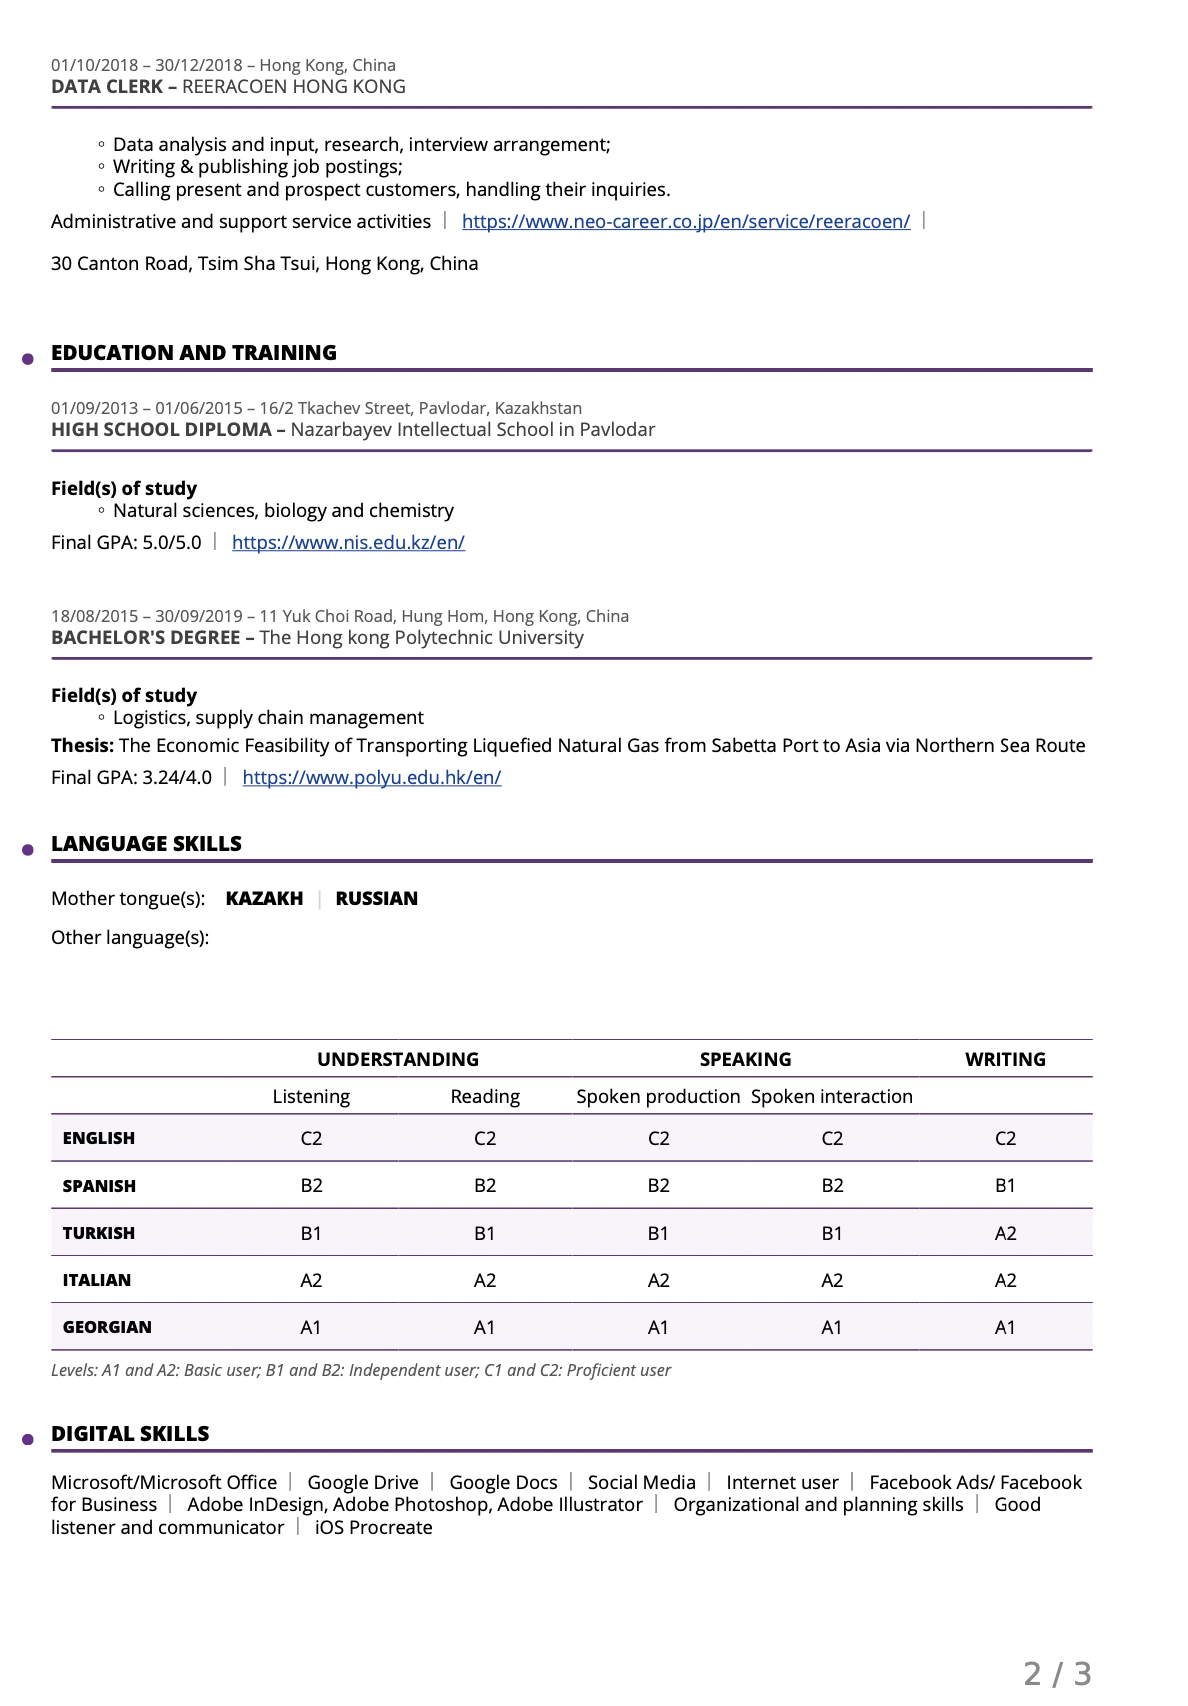 01/10/2018 – 30/12/2018 – Hong Kong, China
DATA CLERK – REERACOEN HONG KONG
◦ Data analysis and input, research, interview arrangement;
◦ Writing & publishing job postings;
◦ Calling present and prospect customers, handling their inquiries.
Administrative and support service activities | https://www.neo-career.co.jp/en/service/reeracoen/ |
30 Canton Road, Tsim Sha Tsui, Hong Kong, China
● EDUCATION AND TRAINING
01/09/2013 – 01/06/2015 – 16/2 Tkachev Street, Pavlodar, Kazakhstan
HIGH SCHOOL DIPLOMA – Nazarbayev Intellectual School in Pavlodar
Field(s) of study
◦ Natural sciences, biology and chemistry
Final GPA: 5.0/5.0 | https://www.nis.edu.kz/en/
18/08/2015 – 30/09/2019 – 11 Yuk Choi Road, Hung Hom, Hong Kong, China
BACHELOR'S DEGREE – The Hong kong Polytechnic University
Field(s) of study
◦ Logistics, supply chain management
Thesis: The Economic Feasibility of Transporting Liquefied Natural Gas from Sabetta Port to Asia via Northern Sea Route
Final GPA: 3.24/4.0 | https://www.polyu.edu.hk/en/
● LANGUAGE SKILLS
Mother tongue(s): KAZAKH | RUSSIAN
Other language(s):
UNDERSTANDING SPEAKING WRITING
Listening Reading Spoken production Spoken interaction
ENGLISH C2 C2 C2 C2 C2
SPANISH B2 B2 B2 B2 B1
TURKISH B1 B1 B1 B1 A2
ITALIAN A2 A2 A2 A2 A2
GEORGIAN A1 A1 A1 A1 A1
Levels: A1 and A2: Basic user; B1 and B2: Independent user; C1 and C2: Proficient user
● DIGITAL SKILLS
Microsoft/Microsoft Office | Google Drive | Google Docs | Social Media | Internet user | Facebook Ads/ Facebook
for Business | Adobe InDesign, Adobe Photoshop, Adobe Illustrator | Organizational and planning skills | Good
listener and communicator | iOS Procreate
2 / 3